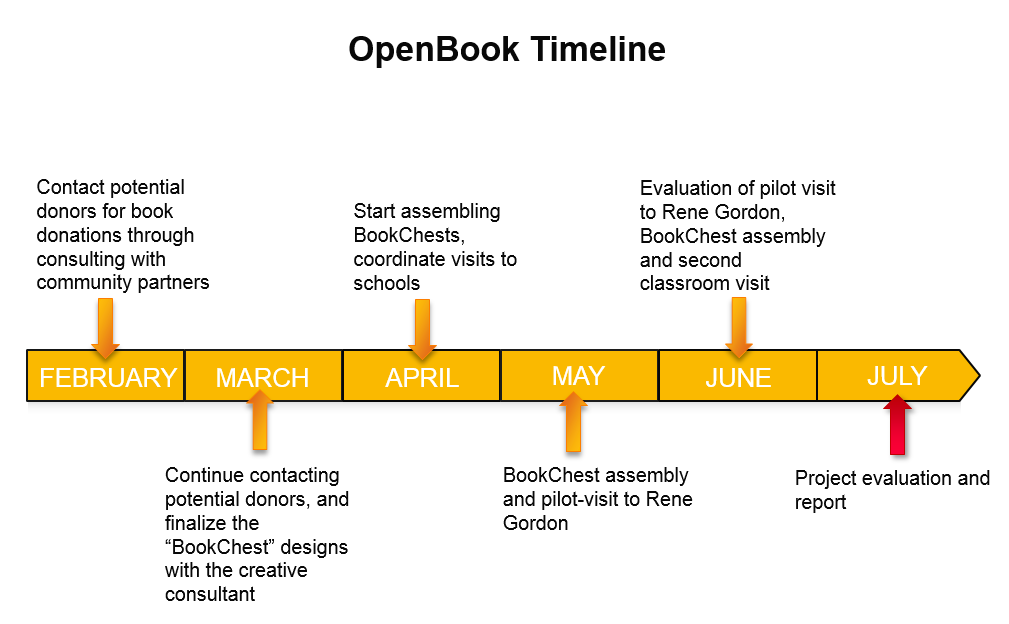 OpenBook Timeline
Contact potential
donors for book
donations through
consulting with
community partners
Start assembling
BookChests,
coordinate visits to
schools
Evaluation of pilot visit
to Rene Gordon,
BookChest assembly
and second
classroom visit
FEBRUARY
MARCH
APRIL
MAY
JUNE
JULY
Continue contacting
potential donors, and
finalize the
“BookChest” designs
with the creative
consultant
BookChest assembly
and pilot-visit to Rene
Gordon
Project evaluation and
report